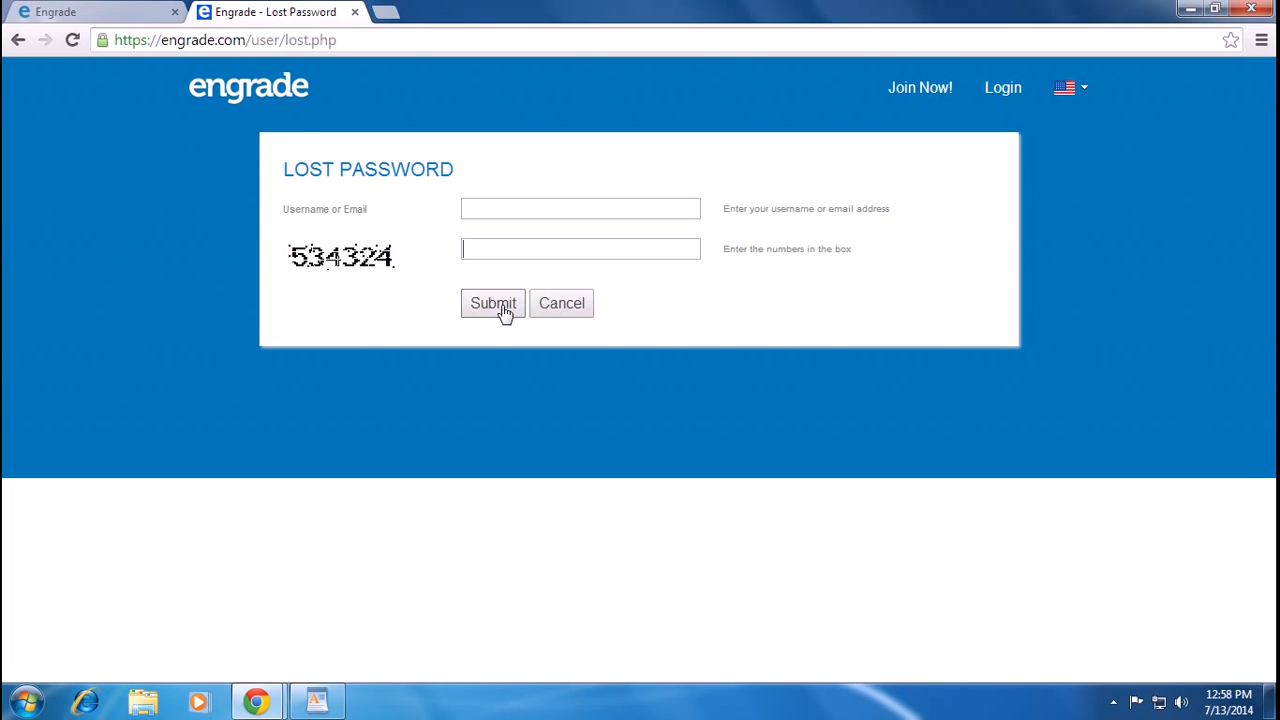 Engrade
Engrade - Lost Password
https://engrade.com/user/lost.php
engrade
Join Now!
Login
LOST PASSWORD
Username or Email
Enter your username or email address
534324
Enter the numbers in the box
Submit
Cancel
12:58 PM
7/13/2014